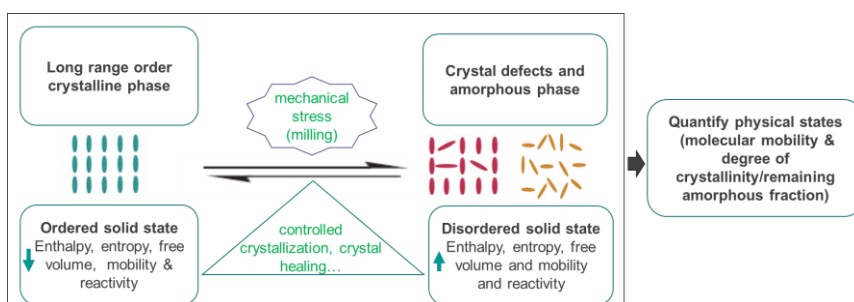 Long range order
crystalline phase
mechanical
stress
(milling)
Crystal defects and
amorphous phase
Quantify physical states
(molecular mobility &
degree of
crystallinity/remaining
amorphous fraction)
Ordered solid state
Enthalpy, entropy, free
volume, mobility &
reactivity
controlled
crystallization, crystal
healing...
Disordered solid state
Enthalpy, entropy, free
volume and mobility
and reactivity